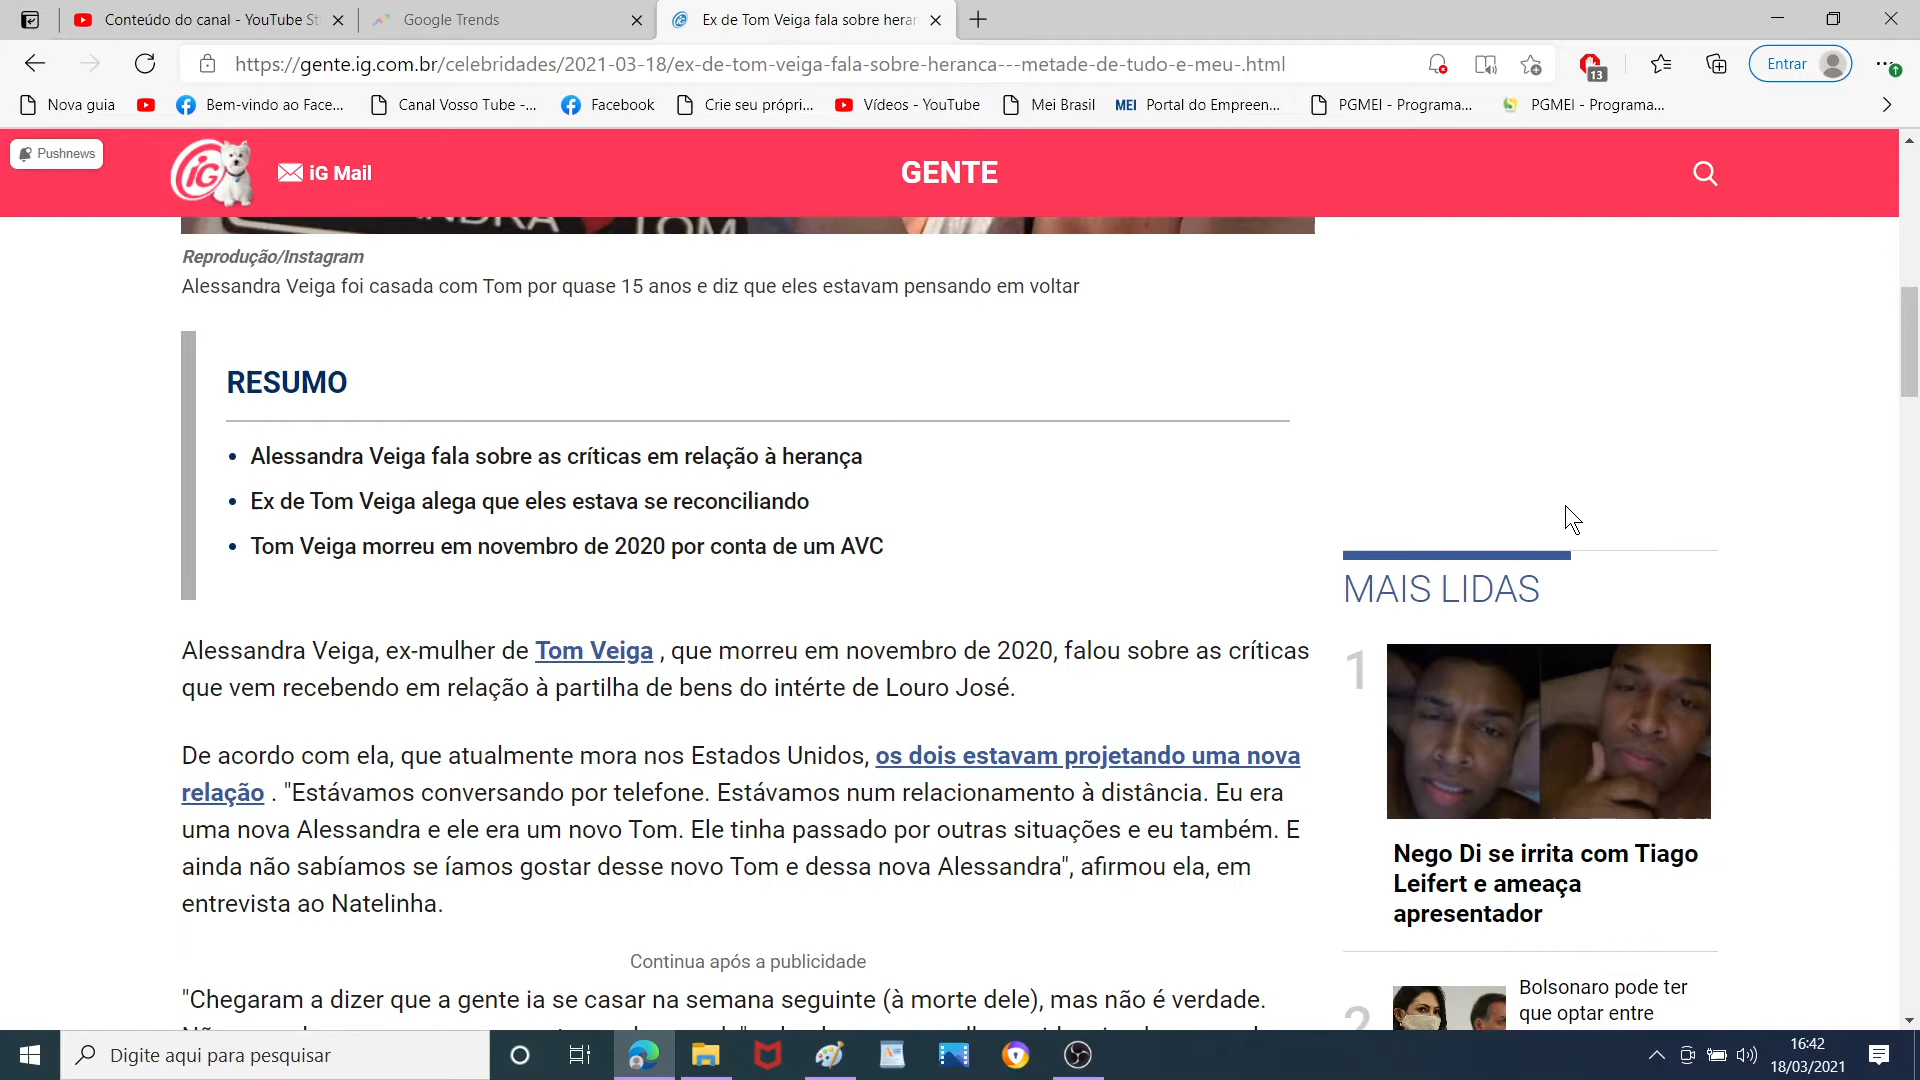 Conteúdo do canal - YouTube St
Google Trends
Ex de Tom Veiga fala sobre heran
https://gente.ig.com.br/celebridades/2021-03-18/ex-de-tom-veiga-fala-sobre-heranca---metade-de-tudo-e-meu-.html
13
Entrar
Nova guia
Bem-vindo ao Face...
Canal Vosso Tube -...
Facebook
Crie seu própri...
Vídeos - YouTube
Mei Brasil
MEI Portal do Empreen...
PGMEI - Programa...
PGMEI - Programa...
Pushnews
iG
iG Mail
GENTE
TOM
Reprodução/Instagram
Alessandra Veiga foi casada com Tom por quase 15 anos e diz que eles estavam pensando em voltar
RESUMO
• Alessandra Veiga fala sobre as críticas em relação à herança
• Ex de Tom Veiga alega que eles estava se reconciliando
• Tom Veiga morreu em novembro de 2020 por conta de um AVC
Alessandra Veiga, ex-mulher de Tom Veiga , que morreu em novembro de 2020, falou sobre as críticas
que vem recebendo em relação à partilha de bens do intérte de Louro José.
De acordo com ela, que atualmente mora nos Estados Unidos, os dois estavam projetando uma nova
relação . "Estávamos conversando por telefone. Estávamos num relacionamento à distância. Eu era
uma nova Alessandra e ele era um novo Tom. Ele tinha passado por outras situações e eu também. E
ainda não sabíamos se íamos gostar desse novo Tom e dessa nova Alessandra", afirmou ela, em
entrevista ao Natelinha.
Continua após a publicidade
"Chegaram a dizer que a gente ia se casar na semana seguinte (à morte dele), mas não é verdade.
MAIS LIDAS
1
Nego Di se irrita com Tiago
Leifert e ameaça
apresentador
2
Bolsonaro pode ter
que optar entre
Digite aqui para pesquisar
16:42
18/03/2021